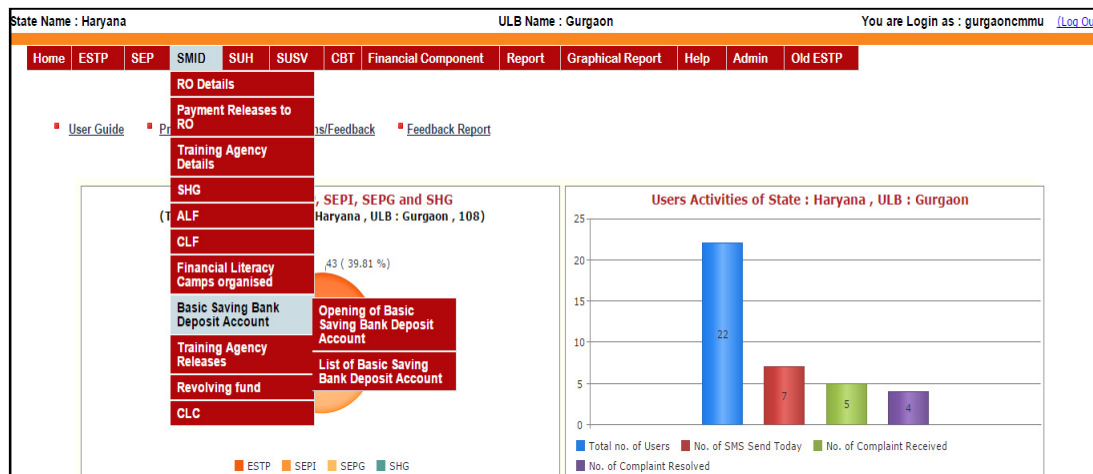 State Name : Haryana ULB Name : Gurgaon You are Login as : gurgaoncmmu (Log Ou
Home ESTP SEP SMID SUH SUSV CBT Financial Component Report Graphical Report Help Admin Old ESTP
RO Details
Payment Releases to
RO
User Guide Pr ns/Feedback Feedback Report
Training Agency
Details
SHG
ALF
CLF
Financial Literacy
Camps organised
Basic Saving Bank
Deposit Account
Training Agency
Releases
Revolving fund
CLC
Opening of Basic
Saving Bank Deposit
Account
List of Basic Saving
Bank Deposit Account
, SEPI, SEPG and SHG
(T Haryana , ULB : Gurgaon , 108)
43 ( 39.81 %)
ESTP SEPI SEPG SHG
Users Activities of State : Haryana , ULB : Gurgaon
25
20
15
10
5
0
22
7
5
4
Total no. of Users No. of SMS Send Today No. of Complaint Received
No. of Complaint Resolved